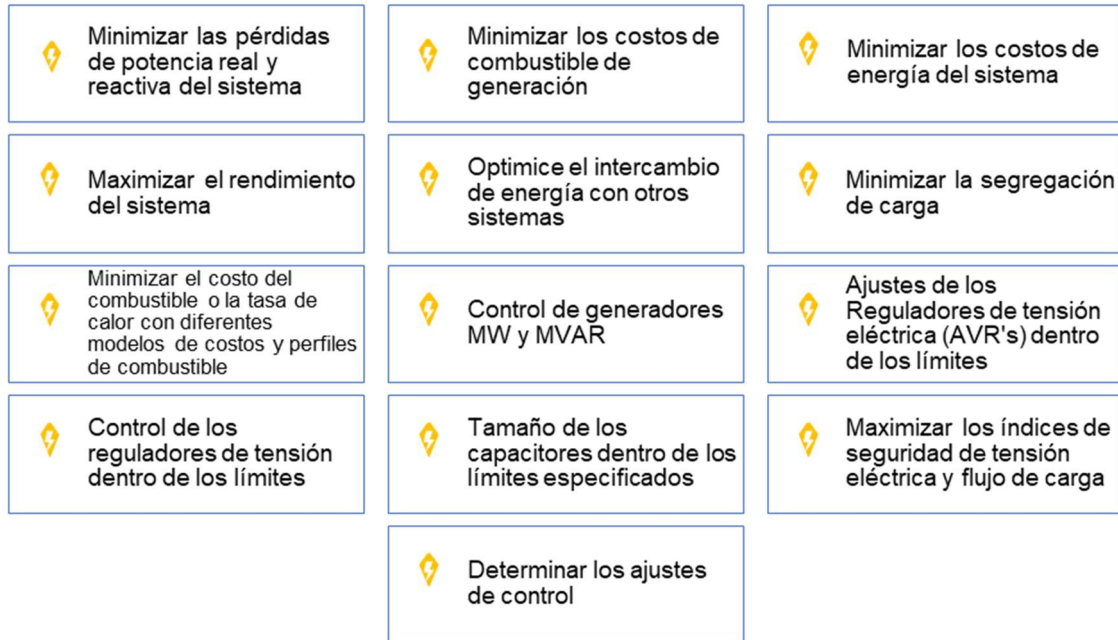 Minimizar las pérdidas
de potencia real y
reactiva del sistema
Minimizar los costos de
combustible de
generación
Minimizar los costos de
energía del sistema
Maximizar el rendimiento
del sistema
Optimice el intercambio
de energía con otros
sistemas
Minimizar la segregación
de carga
Minimizar el costo del
combustible o la tasa de
calor con diferentes
modelos de costos y perfiles
de combustible
Control de generadores
MW y MVAR
Ajustes de los
Reguladores de tensión
eléctrica (AVR's) dentro
de los límites
Control de los
reguladores de tensión
dentro de los límites
Tamaño de los
capacitores dentro de los
límites especificados
Maximizar los índices de
seguridad de tensión
eléctrica y flujo de carga
Determinar los ajustes
de control